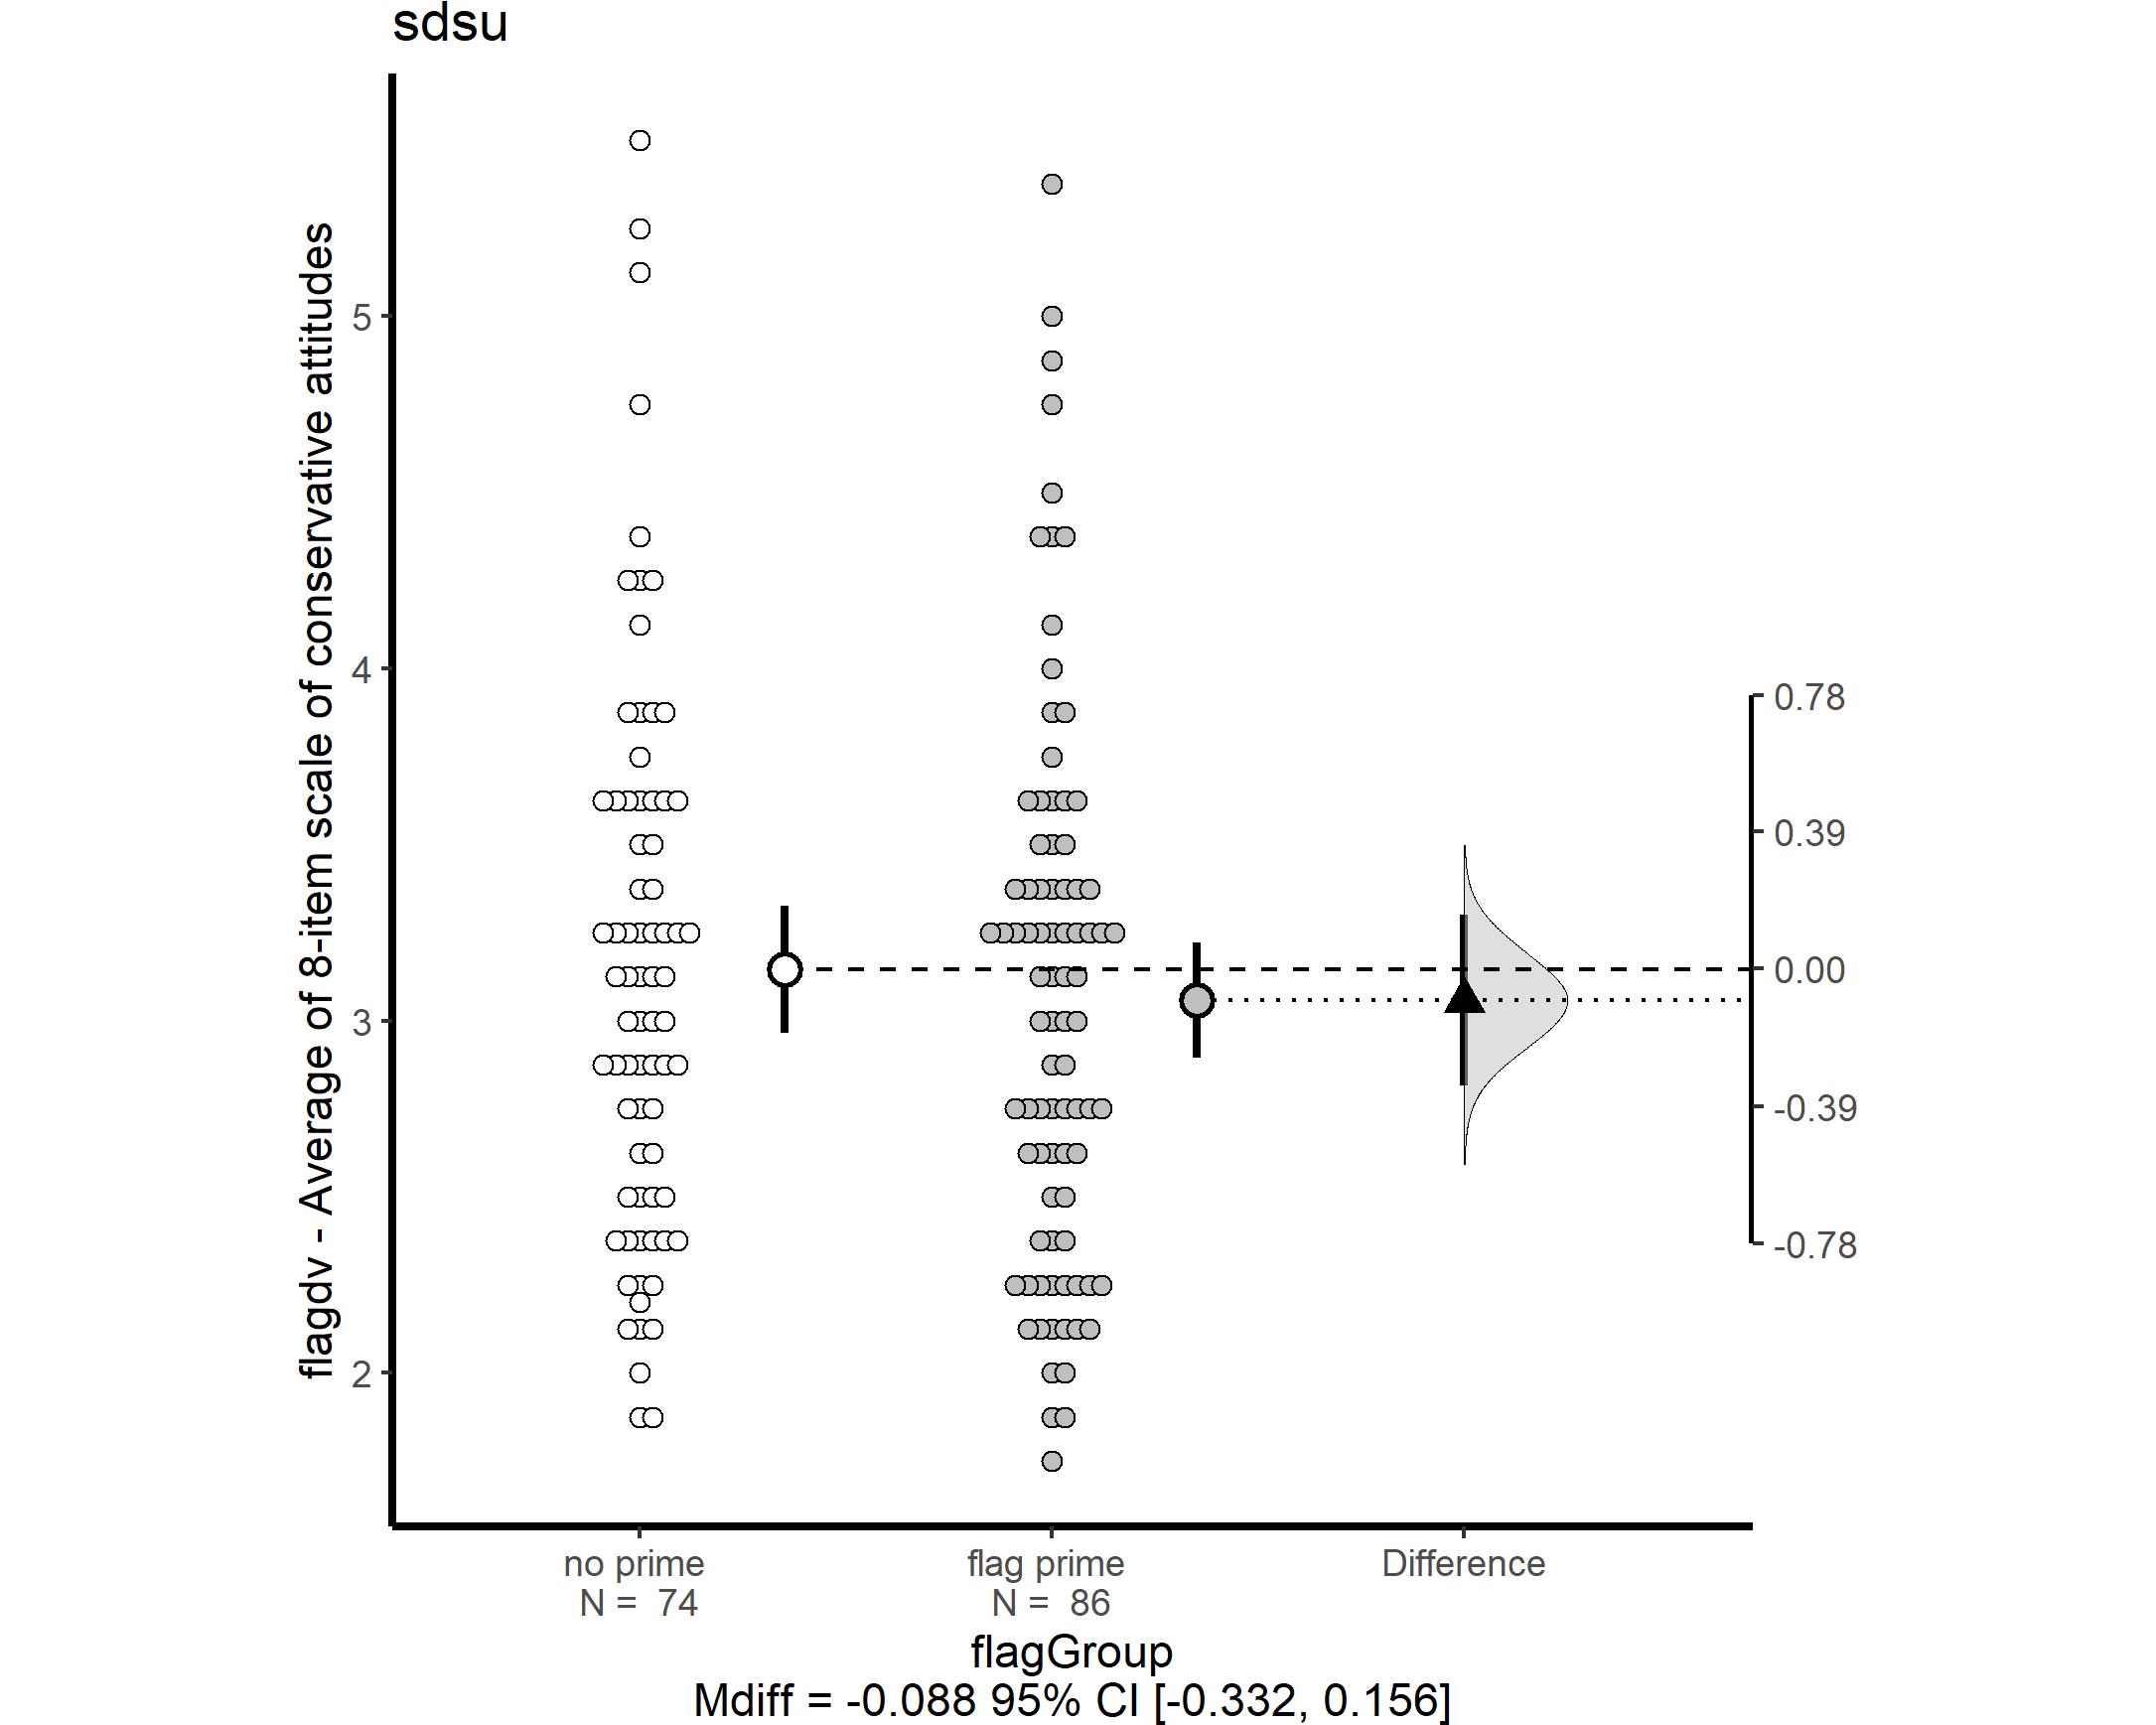 sdsu
flagdv - Average of 8-item scale of conservative attitudes
5
4
3
2
0.78
0.39
0.00
-0.39
-0.78
no prime
N = 74
flag prime
N = 86
Difference
flagGroup
Mdiff = -0.088 95% CI [-0.332, 0.156]